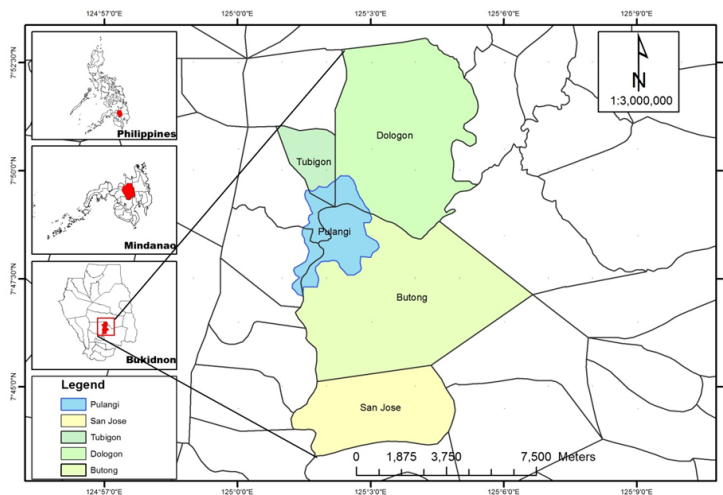 124°57'0"E 125°0'0"E 125°3'0"E 125°6'0"E 125°9'0"E
7°52'30"N
7°50'0"N
7°47'30"N
7°45'0"N
Philippines
Mindanao
Bukidnon
N
1:3,000,000
Dologon
Tubigon
Pulangi
Butong
San Jose
Legend
Pulangi
San Jose
Tubigon
Dologon
Butong
0 1,875 3,750 7,500 Meters
124°57'0"E 125°0'0"E 125°3'0"E 125°6'0"E 125°9'0"E